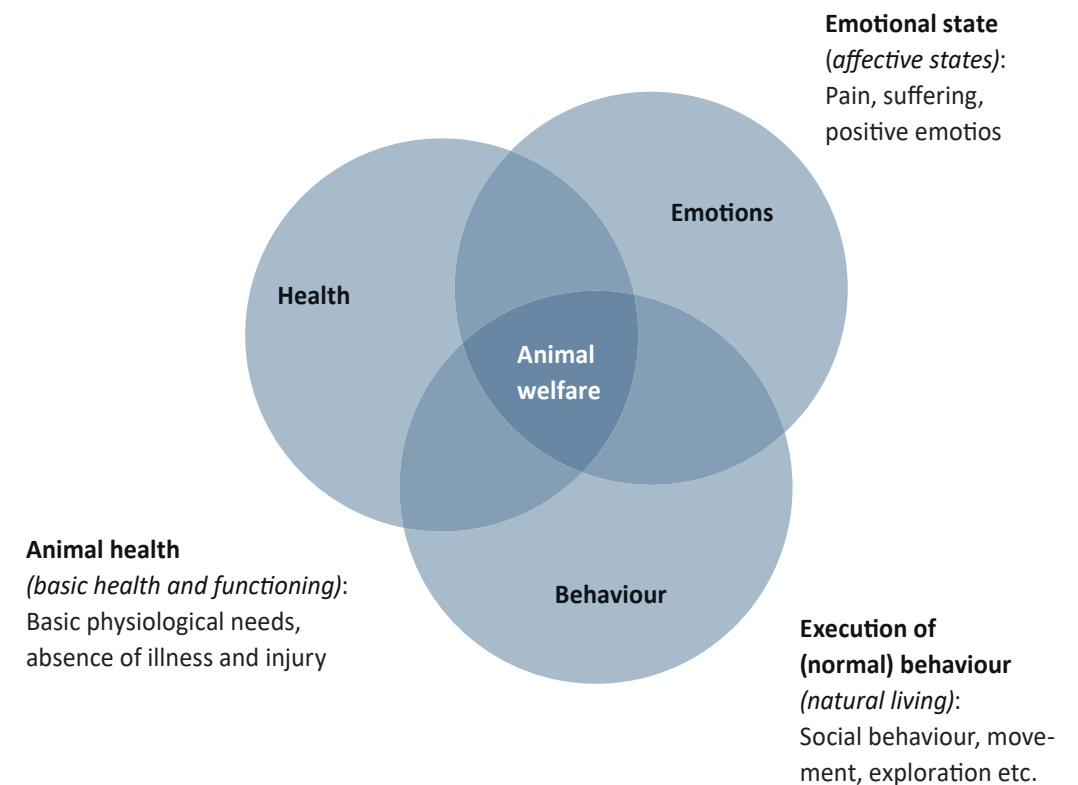 Emotional state
(affective states):
Pain, suffering,
positive emotios
Emotions
Health
Animal
welfare
Animal health
(basic health and functioning):
Basic physiological needs,
absence of illness and injury
Behaviour
Execution of
(normal) behaviour
(natural living):
Social behaviour, move-
ment, exploration etc.